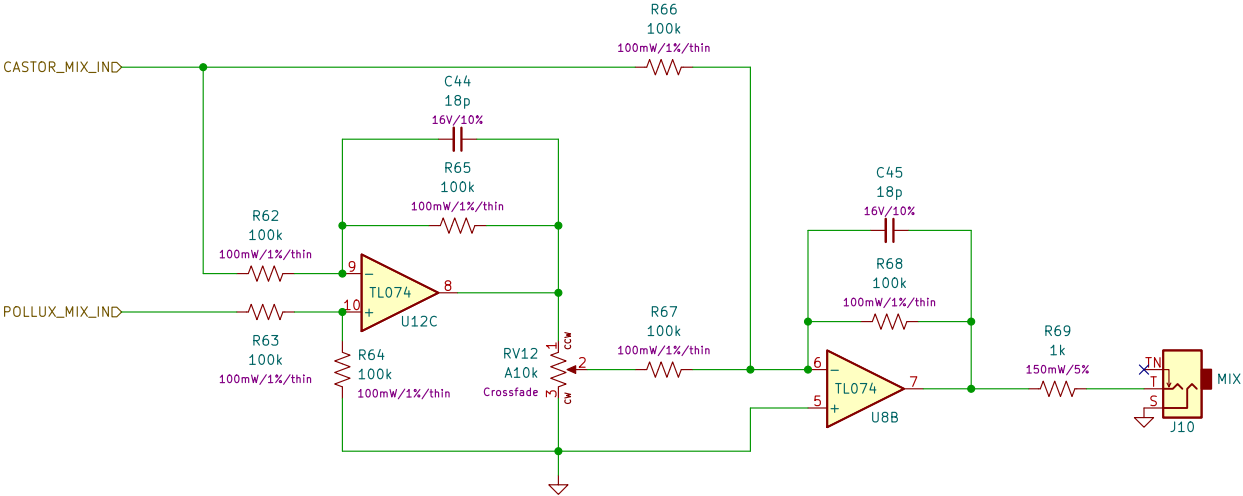 R66
100k
100mW/1%/thin
CASTOR_MIX_IN
C44
18p
16V/10%
R65
100k
100mW/1%/thin
C45
18p
16V/10%
R62
100k
100mW/1%/thin
R68
100k
100mW/1%/thin
9
−
TL074
8
10
+
U12C
POLLUX_MIX_IN
R63
100k
100mW/1%/thin
R64
100k
100mW/1%/thin
RV12
A10k
Crossfade
1
CCW
2
3
CW
R67
100k
100mW/1%/thin
6
−
TL074
7
5
+
U8B
R69
1k
150mW/5%
TN
T
S
MIX
J10